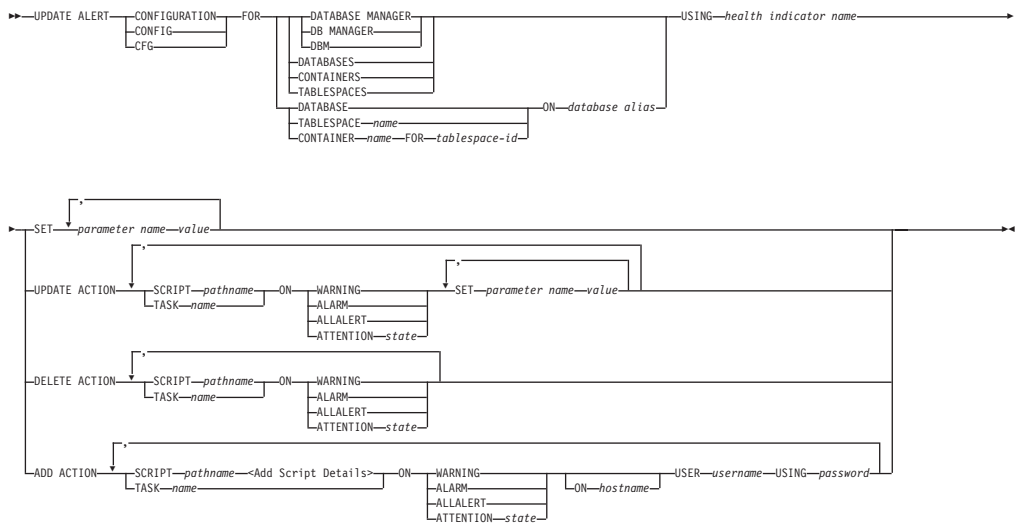 UPDATE ALERT CONFIGURATION FOR DATABASE MANAGER USING health indicator name
CONFIG DB MANAGER
CFG DBM
DATABASES
CONTAINERS
TABLESPACES
DATABASE ON database alias
TABLESPACE name
CONTAINER name FOR tablespace-id
,
SET parameter name value
, ,
UPDATE ACTION SCRIPT pathname ON WARNING SET parameter name value
TASK name ALARM
ALLALERT
ATTENTION state
,
DELETE ACTION SCRIPT pathname ON WARNING
TASK name ALARM
ALLALERT
ATTENTION state
,
ADD ACTION SCRIPT pathname <Add Script Details> ON WARNING USER username USING password
TASK name ALARM ON hostname
ALLALERT
ATTENTION state